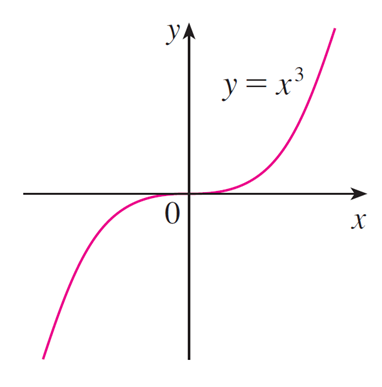 y
y = x³
0
x